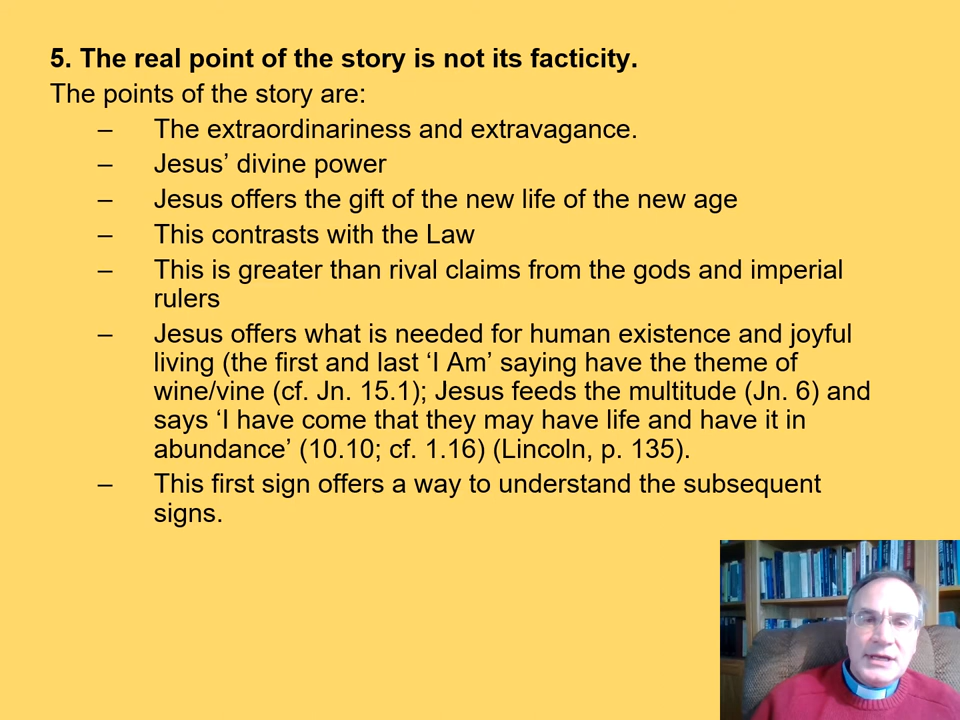 5. The real point of the story is not its facticity.
The points of the story are:
– The extraordinariness and extravagance.
– Jesus’ divine power
– Jesus offers the gift of the new life of the new age
– This contrasts with the Law
– This is greater than rival claims from the gods and imperial
rulers
– Jesus offers what is needed for human existence and joyful
living (the first and last ‘I Am’ saying have the theme of
wine/vine (cf. Jn. 15.1); Jesus feeds the multitude (Jn. 6) and
says ‘I have come that they may have life and have it in
abundance’ (10.10; cf. 1.16) (Lincoln, p. 135).
– This first sign offers a way to understand the subsequent
signs.